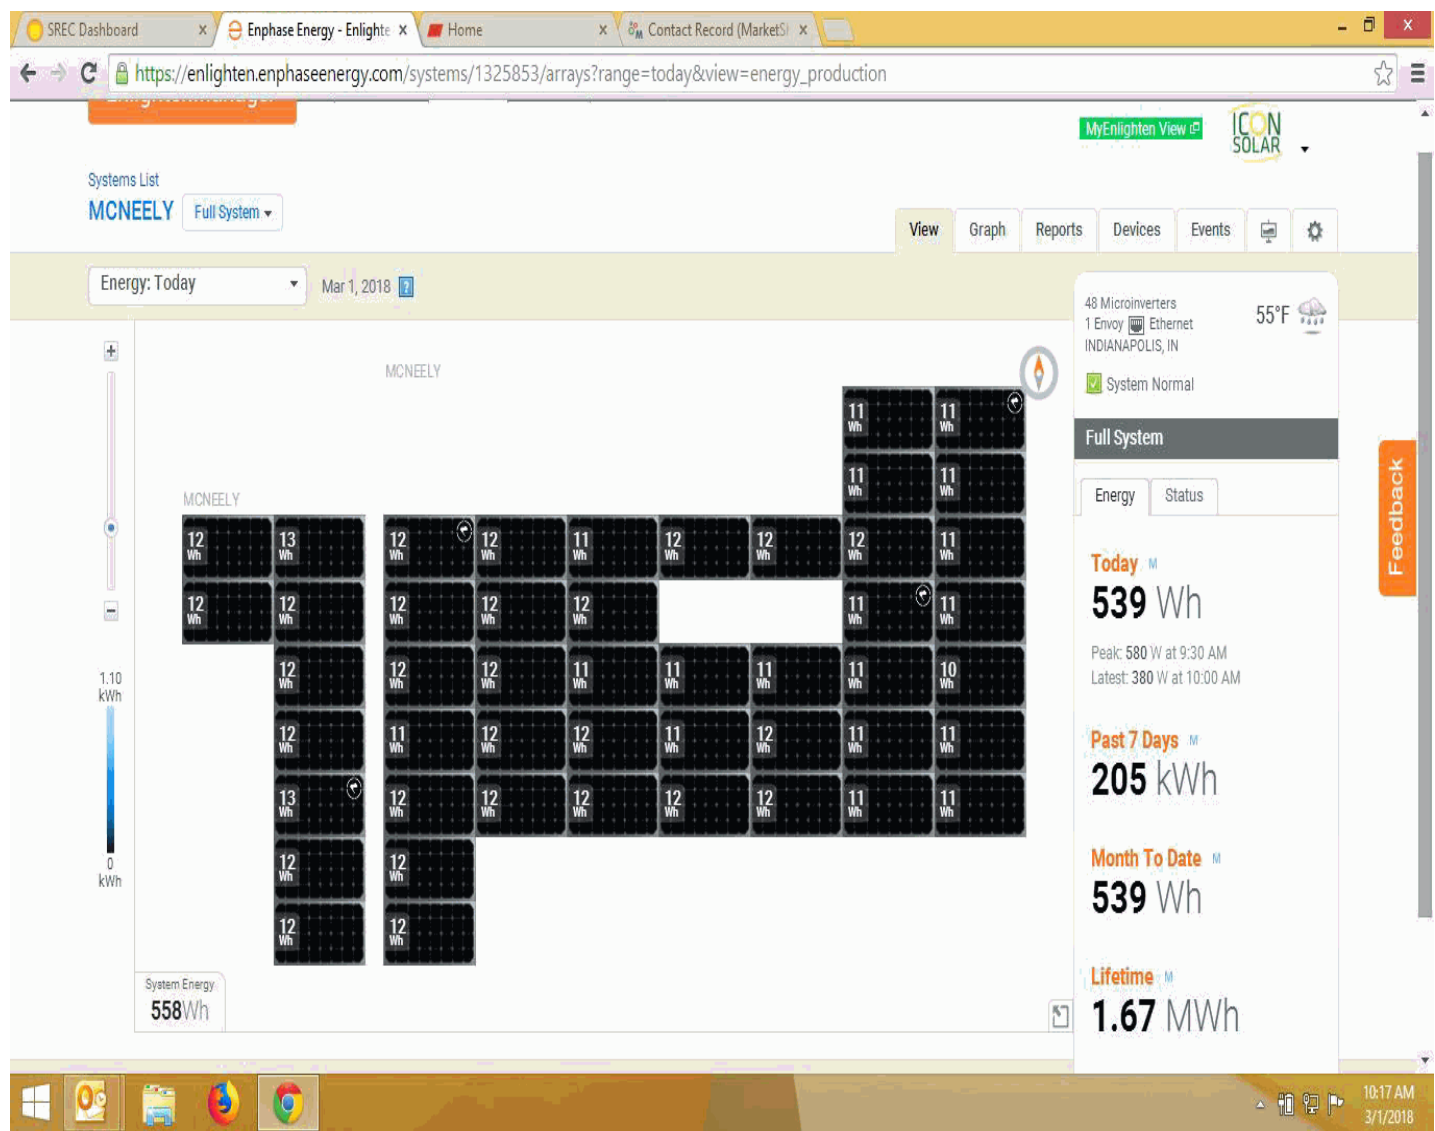 SREC Dashboard
Enphase Energy - Enlighte
Home
Contact Record (MarketS
https://enlighten.enphaseenergy.com/systems/1325853/arrays?range=today&view=energy_production
MyEnlighten View
ICON
SOLAR
Systems List
MCNEELY Full System
View Graph Reports Devices Events
Energy: Today
Mar 1, 2018 ?
48 Microinverters
1 Envoy Ethernet
INDIANAPOLIS, IN
55°F
System Normal
MCNEELY
MCNEELY
11 Wh 11 Wh
11 Wh 11 Wh
12 Wh 13 Wh 12 Wh 12 Wh 11 Wh 12 Wh 12 Wh 12 Wh 11 Wh
12 Wh 12 Wh 12 Wh 12 Wh 12 Wh 11 Wh 11 Wh
12 Wh 12 Wh 12 Wh 11 Wh 11 Wh 11 Wh 11 Wh 10 Wh
12 Wh 11 Wh 12 Wh 12 Wh 11 Wh 12 Wh 11 Wh 11 Wh
13 Wh 12 Wh 12 Wh 12 Wh 12 Wh 12 Wh 11 Wh 11 Wh
12 Wh 12 Wh
12 Wh 12 Wh
1.10
kWh
0
kWh
System Energy
558Wh
Full System
Energy Status
Today M
539 Wh
Peak: 580 W at 9:30 AM
Latest: 380 W at 10:00 AM
Past 7 Days M
205 kWh
Month To Date M
539 Wh
Lifetime M
1.67 MWh
Feedback
10:17 AM
3/1/2018